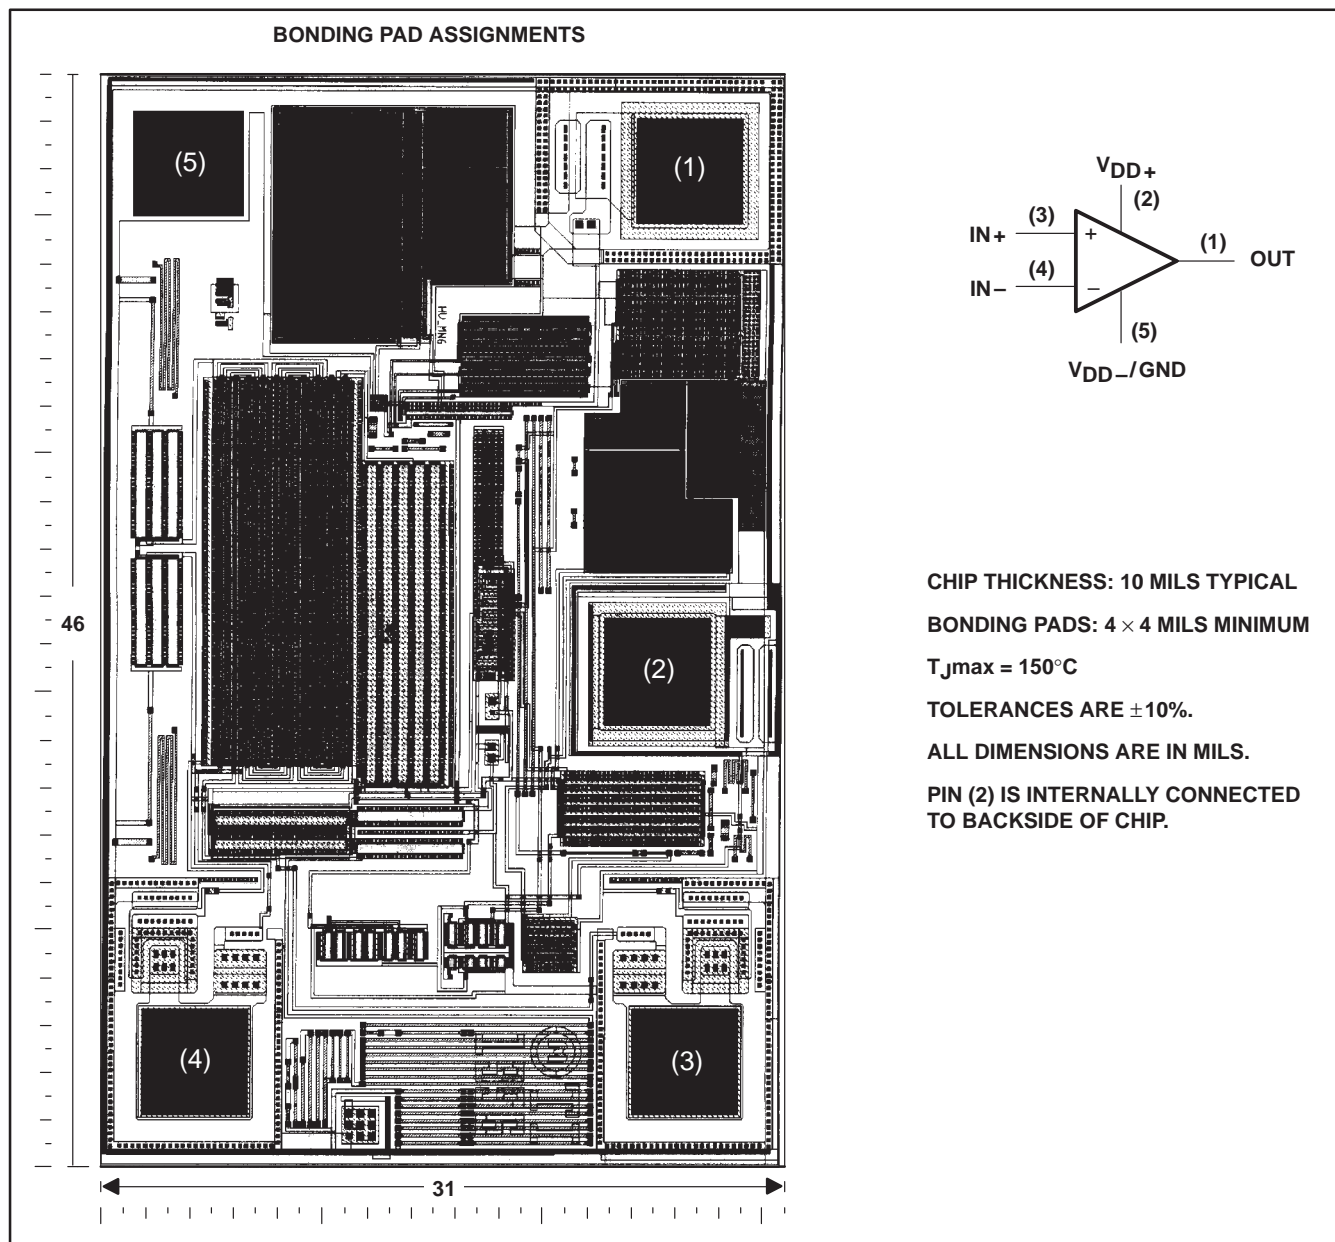 BONDING PAD ASSIGNMENTS
(5)
(1)
HU_MNG
46
(2)
(4)
(3)
31
VDD+
(2)
(3)
IN+
+
(1)
OUT
(4)
IN−
−
(5)
VDD−/GND
CHIP THICKNESS: 10 MILS TYPICAL
BONDING PADS: 4 × 4 MILS MINIMUM
TJmax = 150°C
TOLERANCES ARE ±10%.
ALL DIMENSIONS ARE IN MILS.
PIN (2) IS INTERNALLY CONNECTED
TO BACKSIDE OF CHIP.